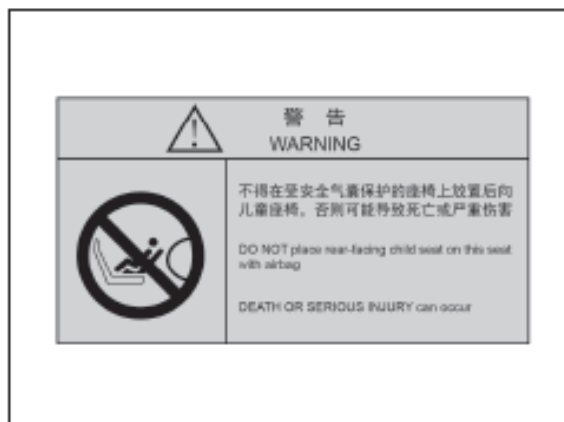 警 告
WARNING
不得在受安全气囊保护的座椅上放置后向
儿童座椅，否则可能导致死亡或严重伤害
DO NOT place rear-facing child seat on this seat
with airbag
DEATH OR SERIOUS INJURY can occur